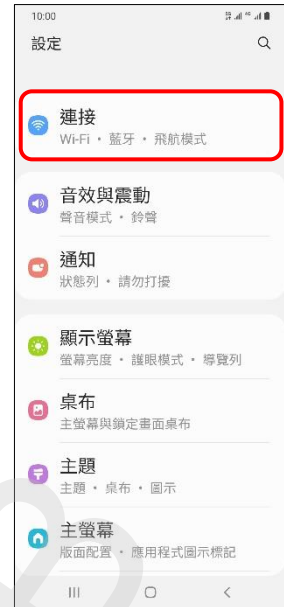 10:00
設定
連接
Wi-Fi • 藍牙 • 飛航模式
音效與震動
聲音模式 • 鈴聲
通知
狀態列 • 請勿打擾
顯示螢幕
螢幕亮度 • 護眼模式 • 導覽列
桌布
主螢幕與鎖定畫面桌布
主題
主題 • 桌布 • 圖示
主螢幕
版面配置 • 應用程式圖示標記